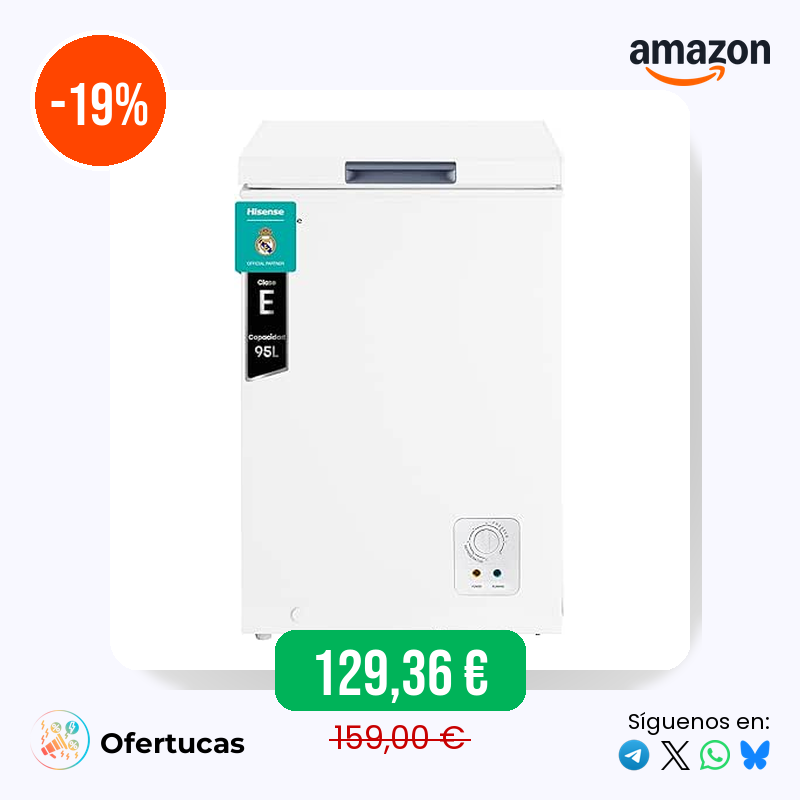 -19%
amazon
Hisense
OFFICIAL PARTNER
e
Clase
E
Capacidad
95L
129,36 €
159,00 €
Ofertucas
Síguenos en: